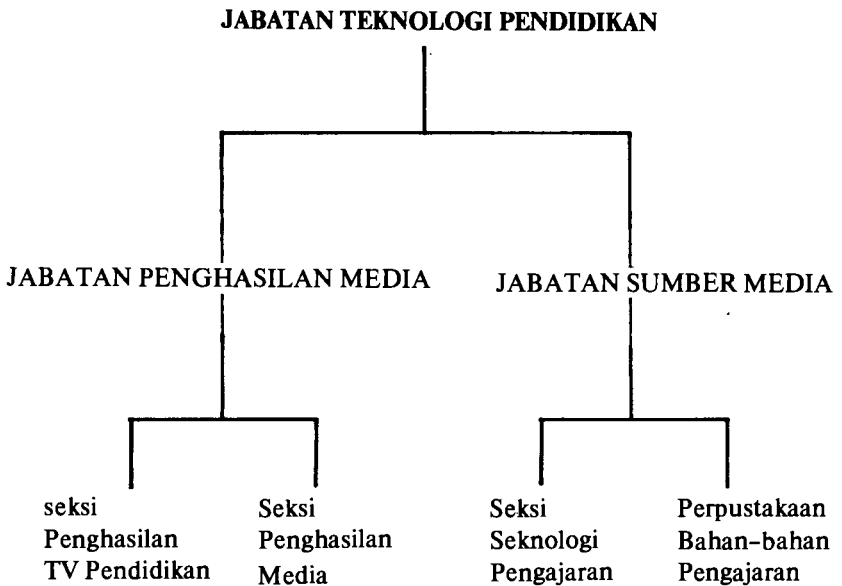 JABATAN TEKNOLOGI PENDIDIKAN
JABATAN PENGHASILAN MEDIA
JABATAN SUMBER MEDIA
seksi
Penghasilan
TV Pendidikan
Seksi
Penghasilan
Media
Seksi
Seknologi
Pengajaran
Perpustakaan
Bahan-bahan
Pengajaran